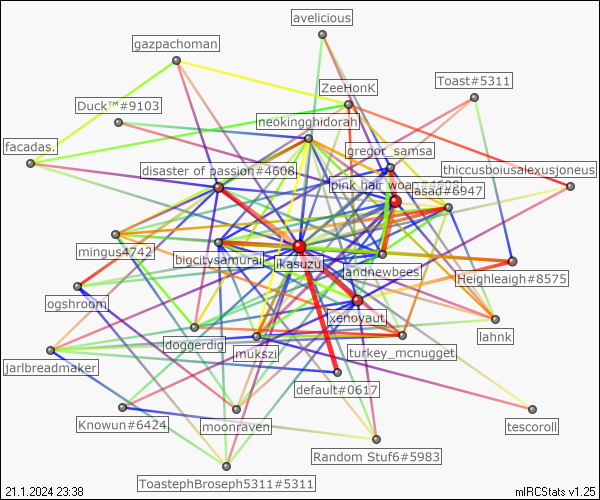 avelicious
gazpachoman
ZeeHonK
Toast#5311
Duck™#9103
neokingghidorah
facadas.
gregor_samsa
disaster of passion#4608
thiccusboiusalexusjoneus
pink hair woah
asad#6947
mingus4742
bigcitysamurai
ikasuzu
andnewbees
Heighleaigh#8575
ogshroom
xenoyaut
lahnk
doggerdig
mukszi
turkey_mcnugget
jarlbreadmaker
default#0617
Knowun#6424
moonraven
tescoroll
Random Stuf6#5983
ToastephBroseph5311#5311
21.1.2024 23:38
mIRCStats v1.25